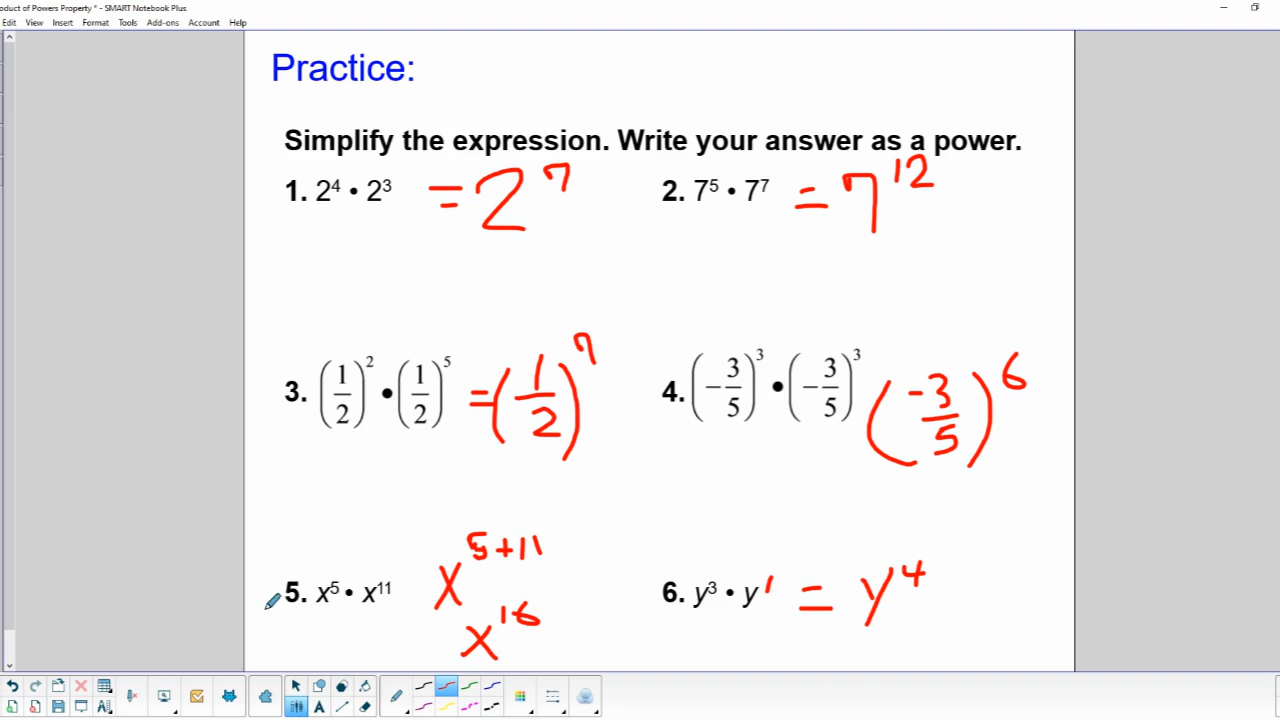 oduct of Powers Property * - SMART Notebook Plus
Edit View Insert Format Tools Add-ons Account Help
Practice:
Simplify the expression. Write your answer as a power.
1. 2⁴ • 2³ = 2⁷
2. 7⁵ • 7⁷ = 7¹²
3. (1/2)² • (1/2)⁵ = (1/2)⁷
4. (−3/5)³ • (−3/5)³ (-3/5)⁶
5. x⁵ • x¹¹ x⁵⁺¹¹
x¹⁶
6. y³ • y¹ = y⁴